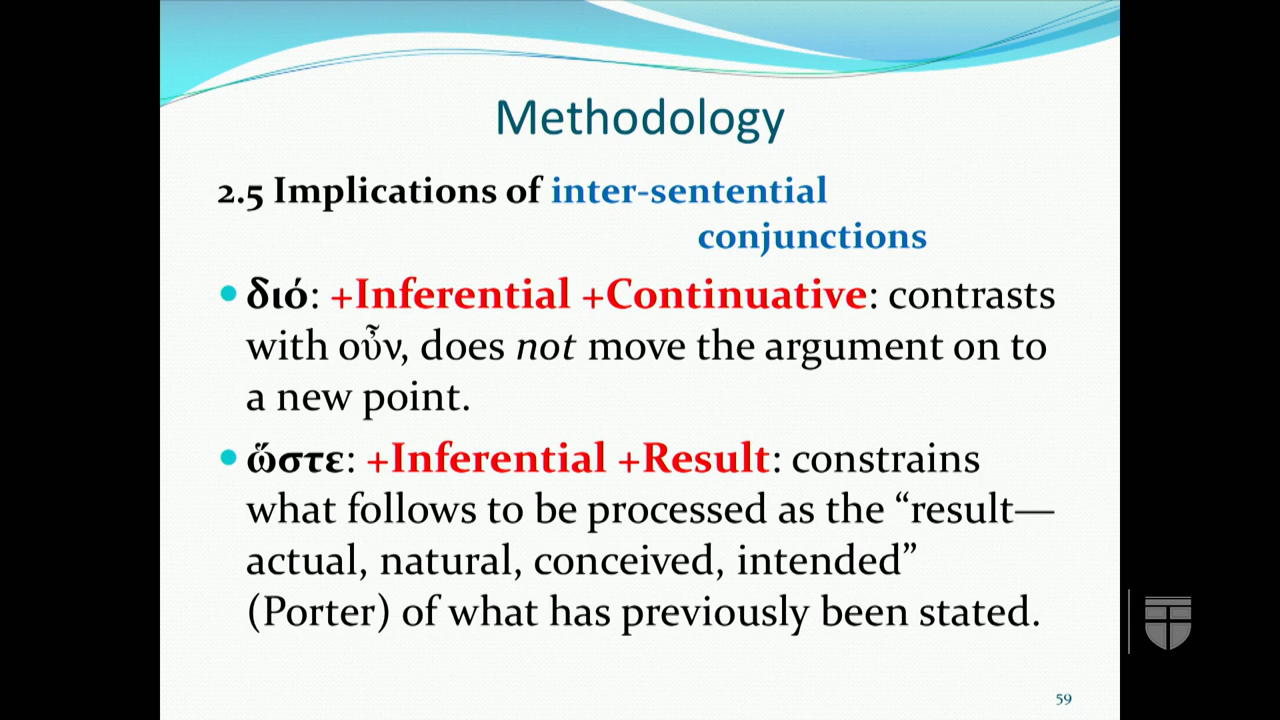 Methodology
2.5 Implications of inter-sentential
conjunctions
διό: +Inferential +Continuative: contrasts
with οὖν, does not move the argument on to
a new point.
ὥστε: +Inferential +Result: constrains
what follows to be processed as the “result—
actual, natural, conceived, intended”
(Porter) of what has previously been stated.
59